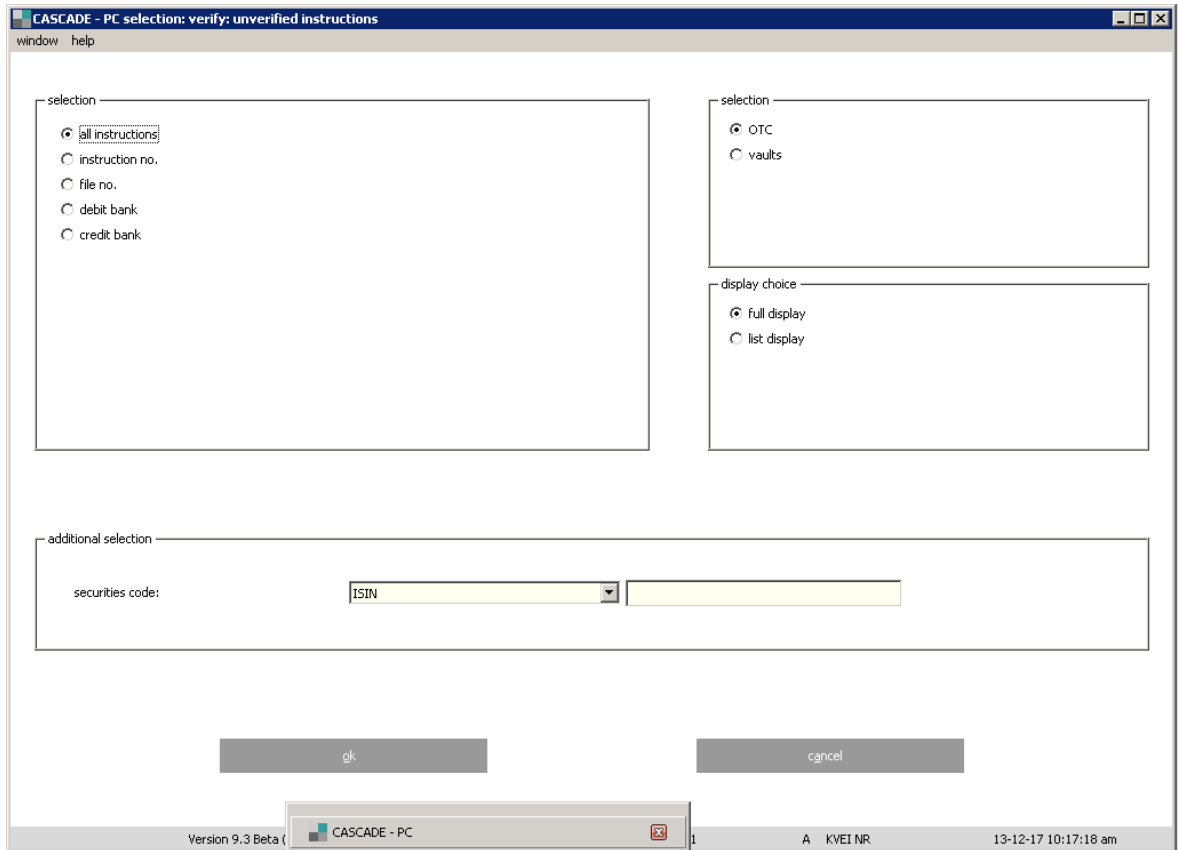 CASCADE - PC selection: verify: unverified instructions
window help
selection
all instructions
instruction no.
file no.
debit bank
credit bank
selection
OTC
vaults
display choice
full display
list display
additional selection
securities code: ISIN
ok cancel
CASCADE - PC
Version 9.3 Beta ( 1 A KVEI NR 13-12-17 10:17:18 am